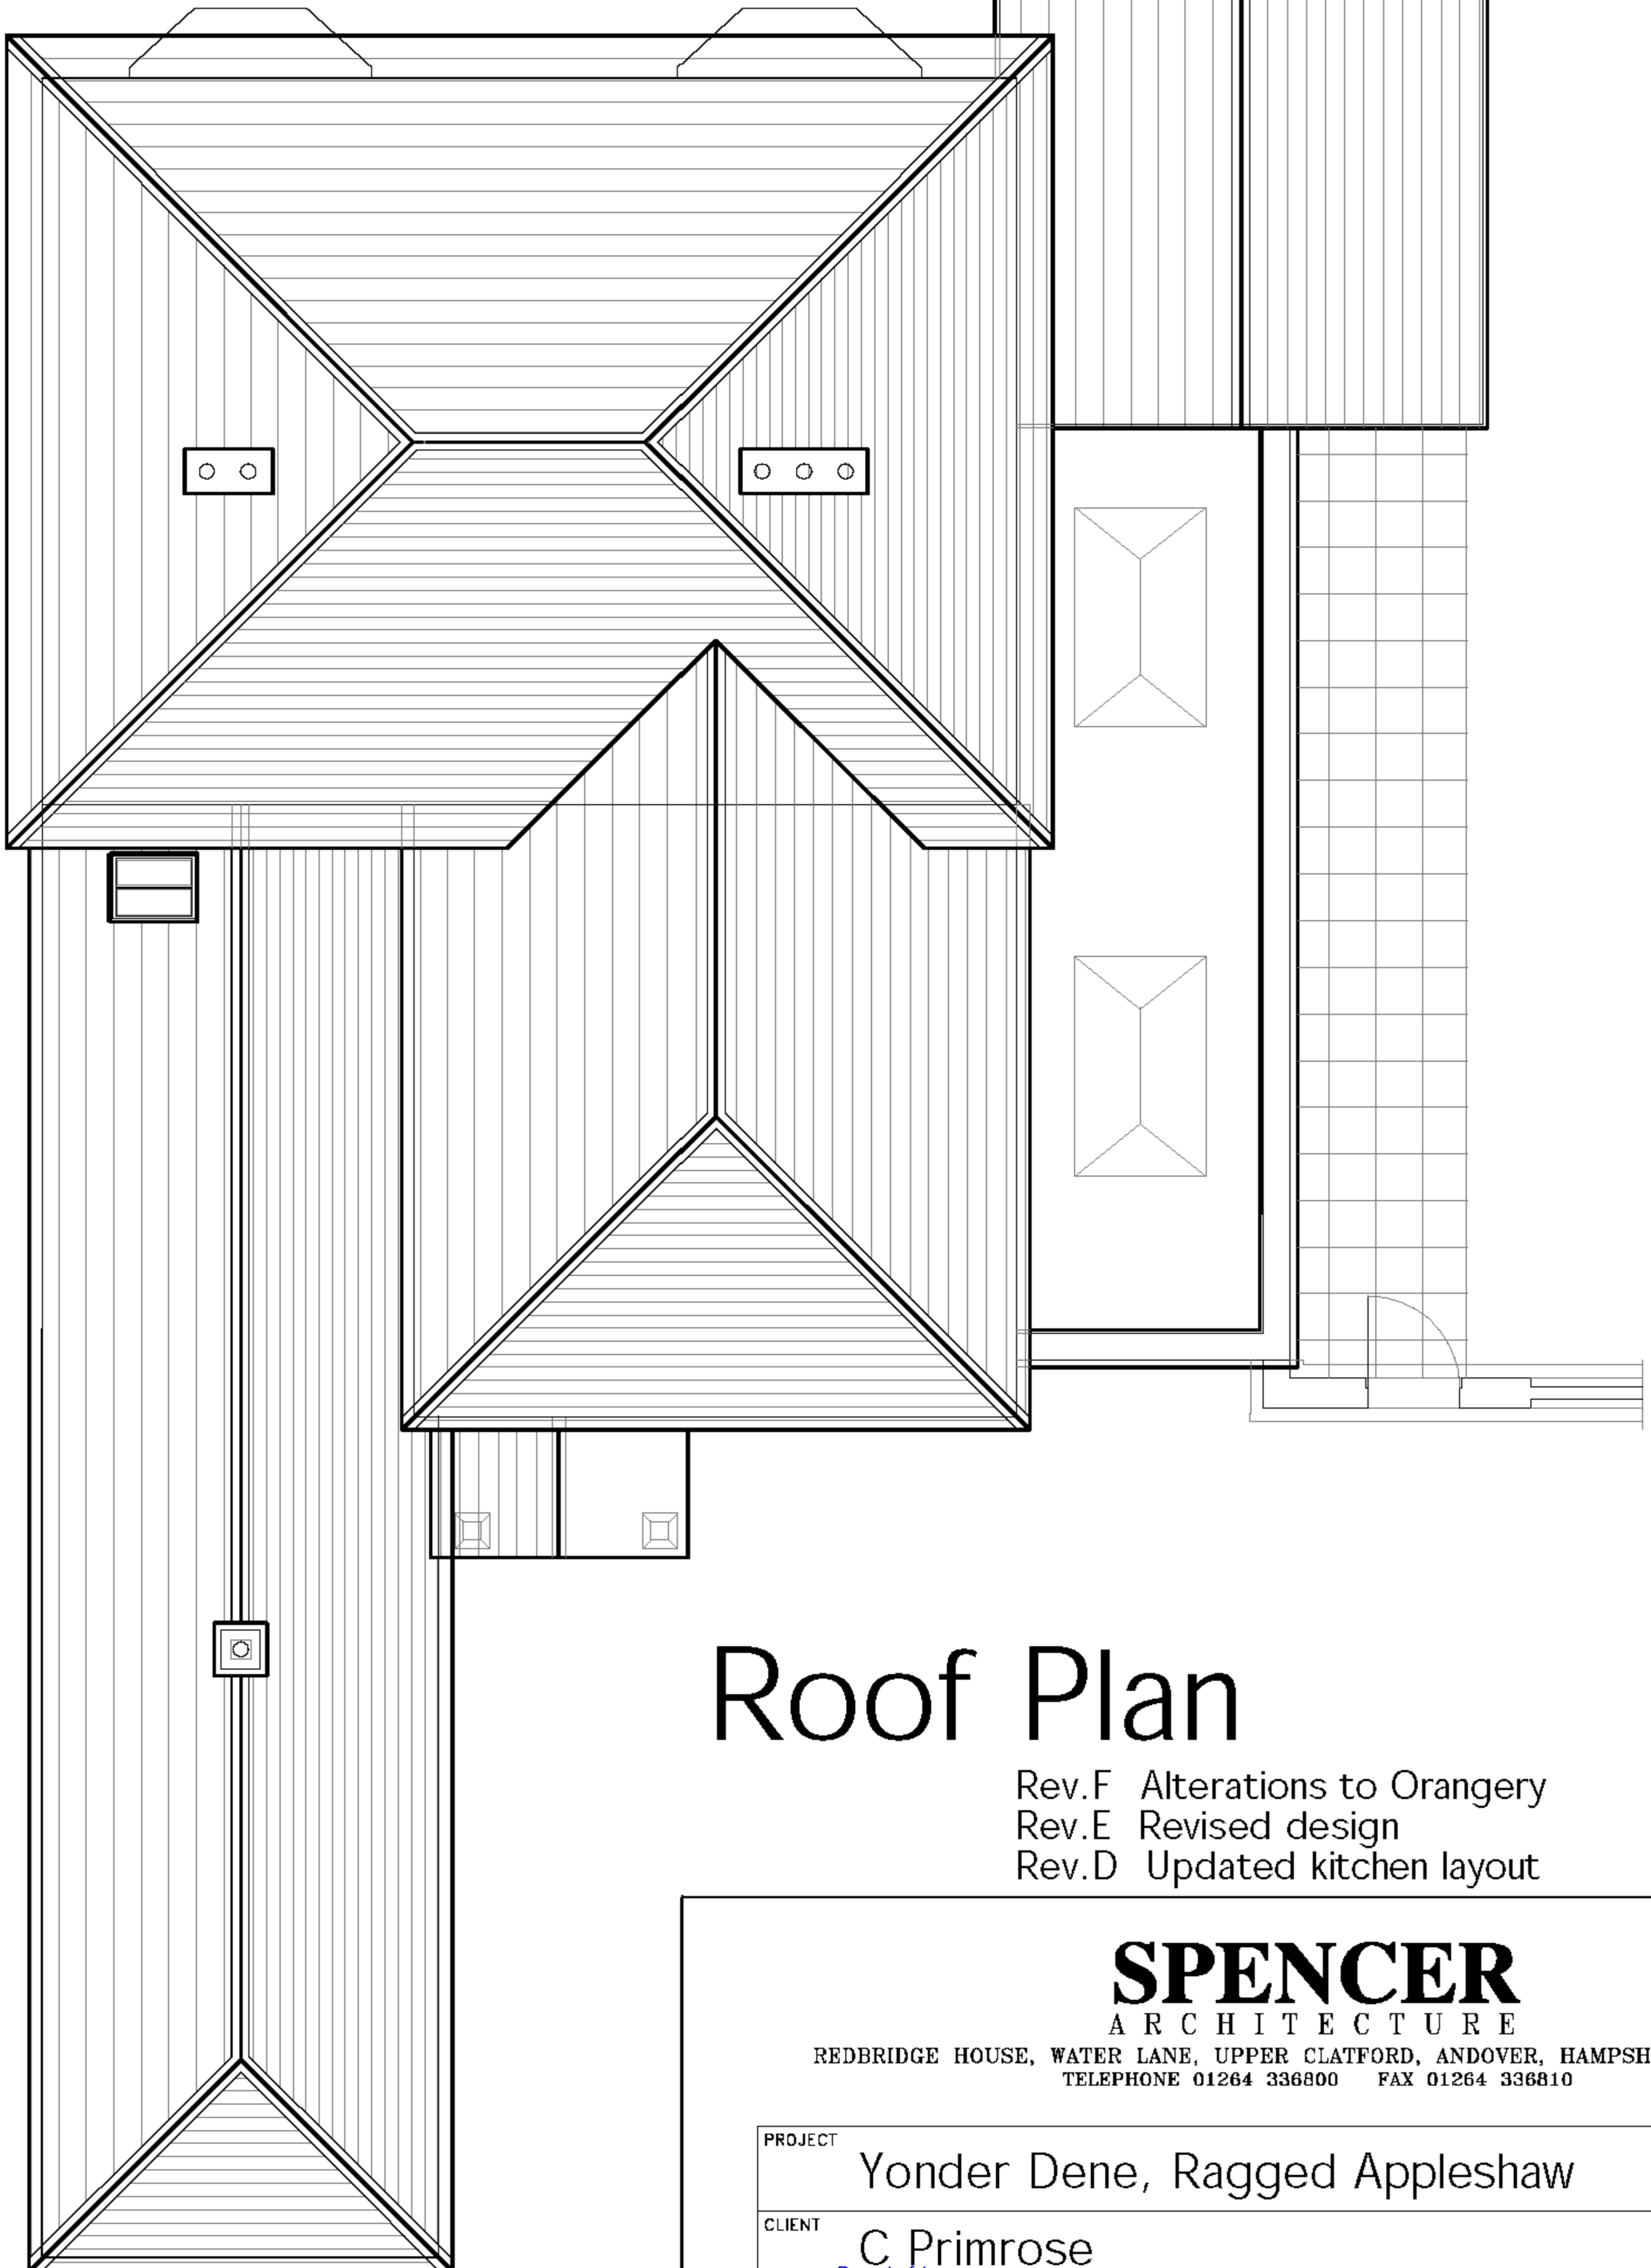 Roof Plan
Rev.F Alterations to Orangery
Rev.E Revised design
Rev.D Updated kitchen layout
SPENCER
ARCHITECTURE
REDBRIDGE HOUSE, WATER LANE, UPPER CLATFORD, ANDOVER, HAMPSH
TELEPHONE 01264 336800 FAX 01264 336810
PROJECT
Yonder Dene, Ragged Appleshaw
CLIENT
C Primrose